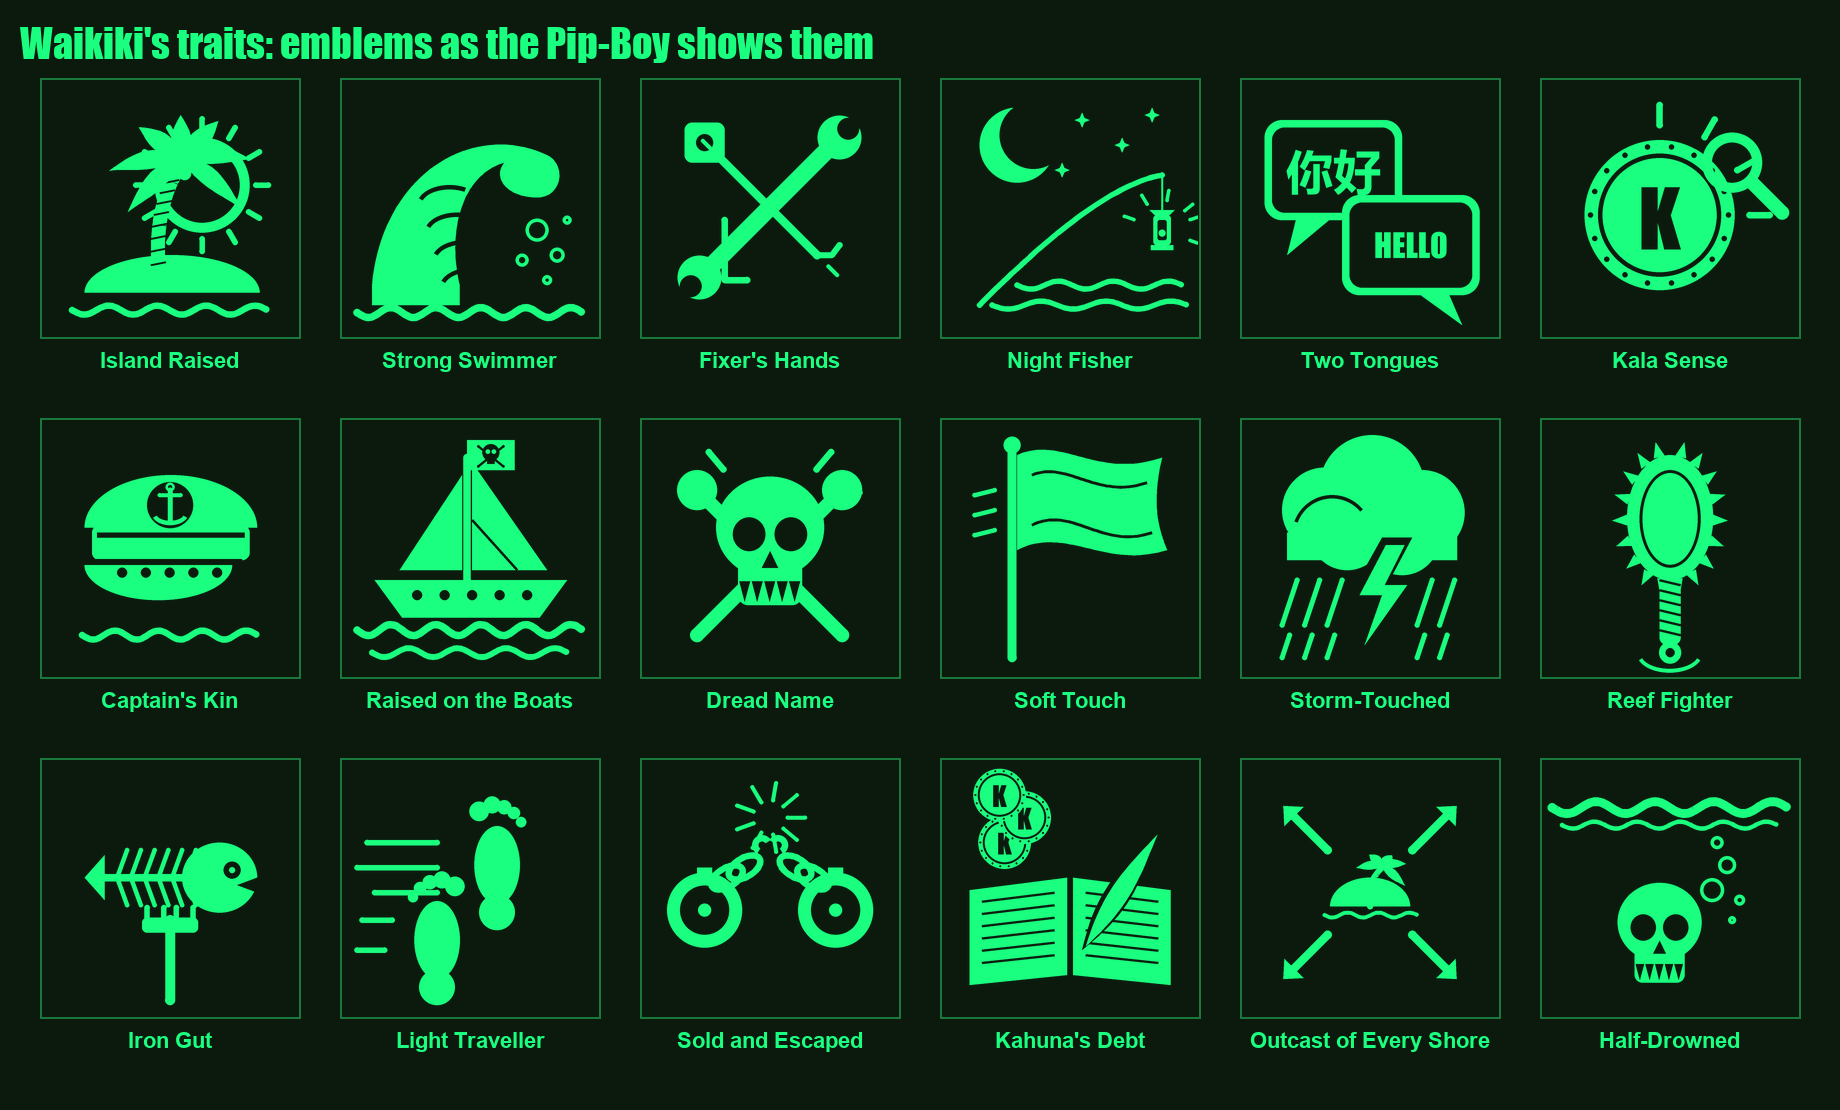 Waikiki's traits: emblems as the Pip-Boy shows them
你好
HELLO
K
Island Raised
Strong Swimmer
Fixer's Hands
Night Fisher
Two Tongues
Kala Sense
Captain's Kin
Raised on the Boats
Dread Name
Soft Touch
Storm-Touched
Reef Fighter
K
K
K
Iron Gut
Light Traveller
Sold and Escaped
Kahuna's Debt
Outcast of Every Shore
Half-Drowned